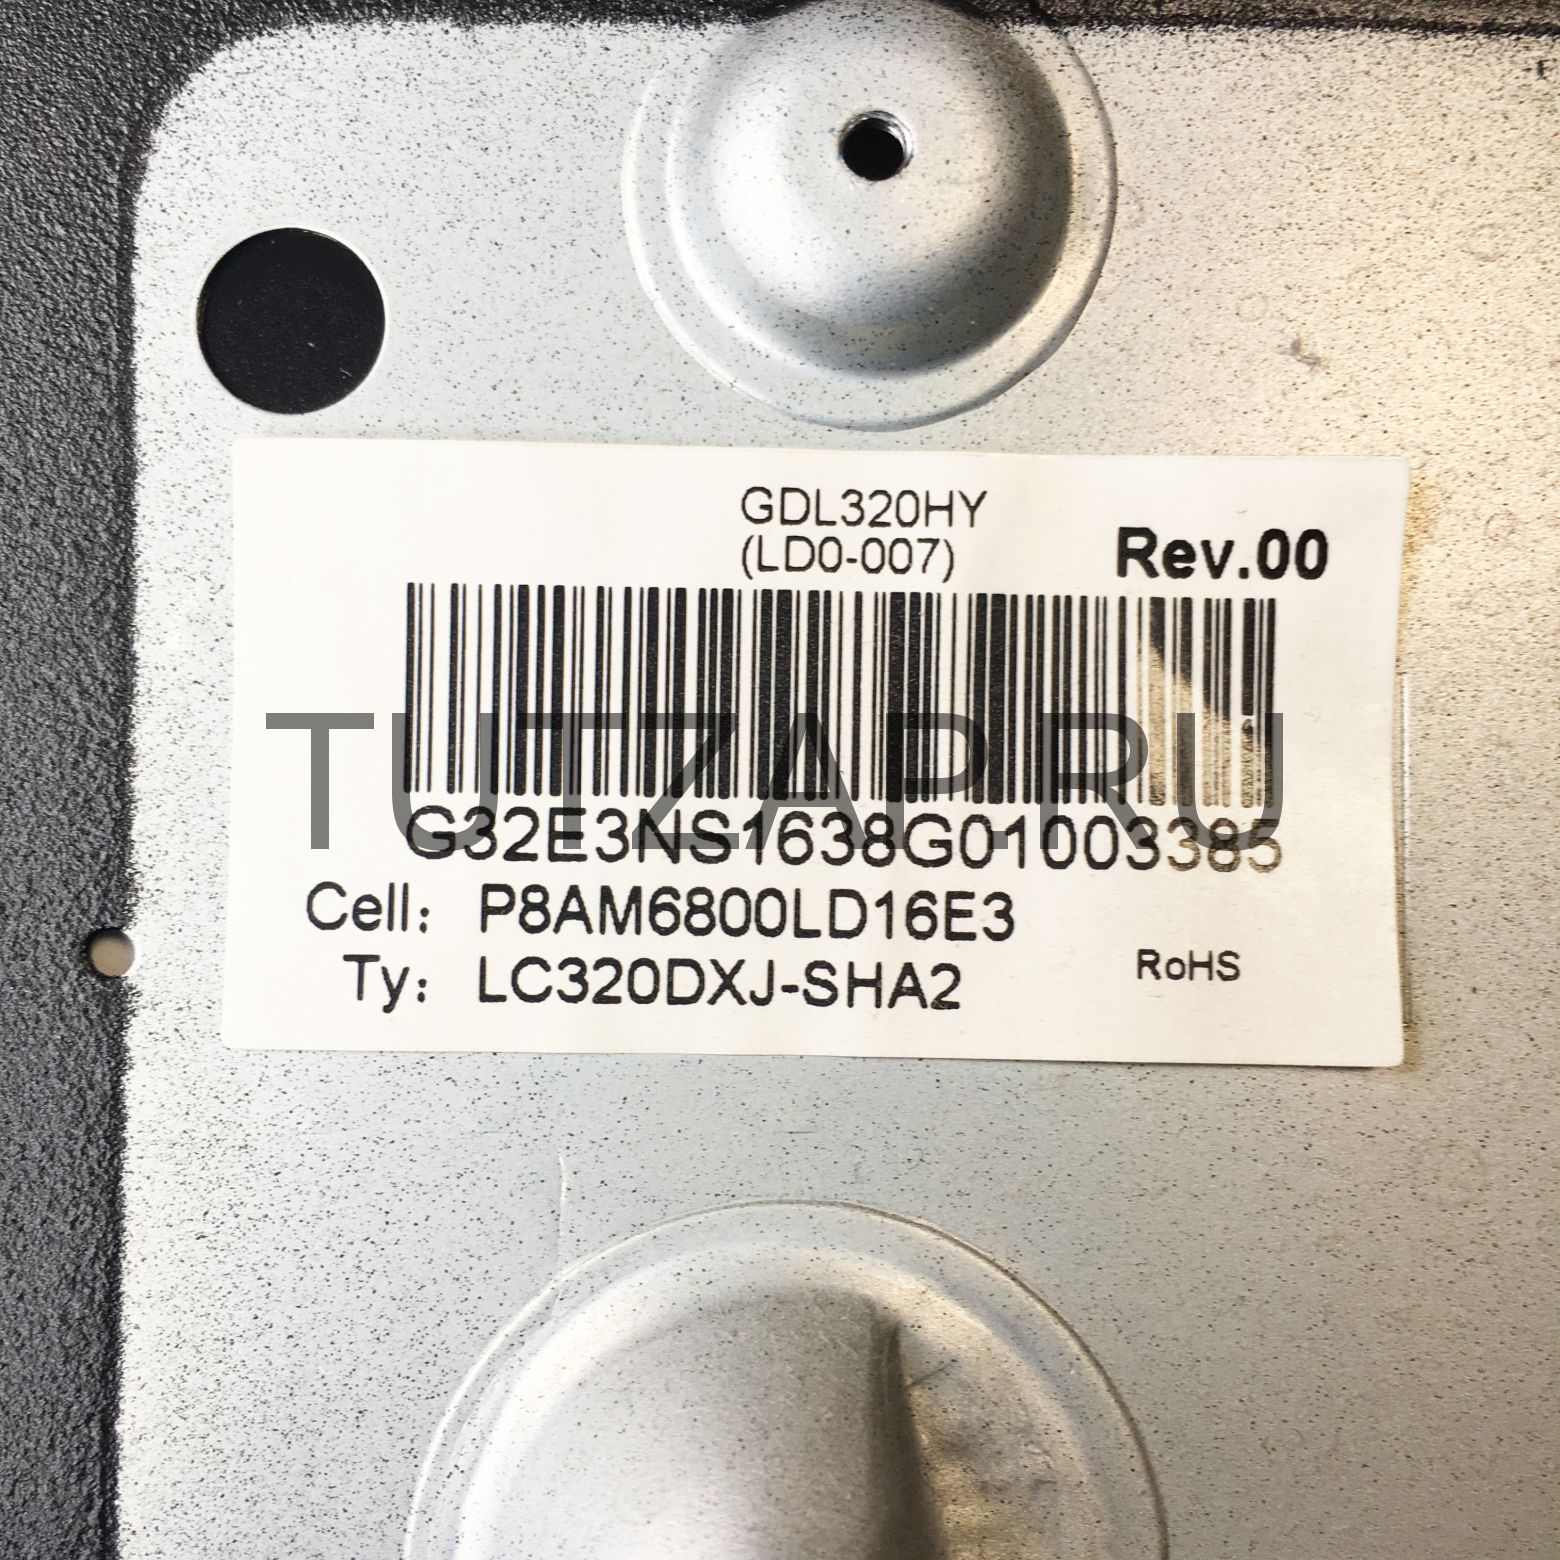 GDL320HY
(LD0-007)
Rev.00
TUTZAP.RU
G32E3NS1638G01003385
Cell: P8AM6800LD16E3
Ty: LC320DXJ-SHA2
RoHS